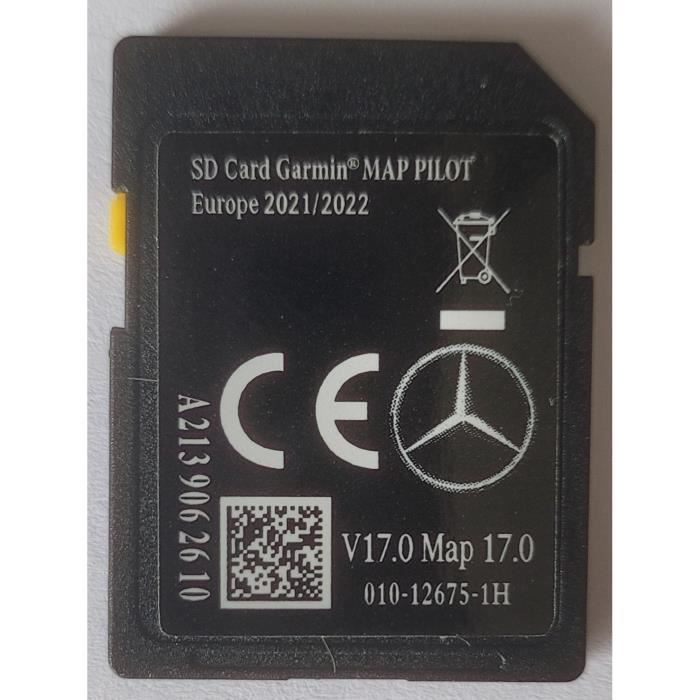 SD Card Garmin® MAP PILOT
Europe 2021/2022
CE
A 213 906 26 10
V17.0 Map 17.0
010-12675-1H